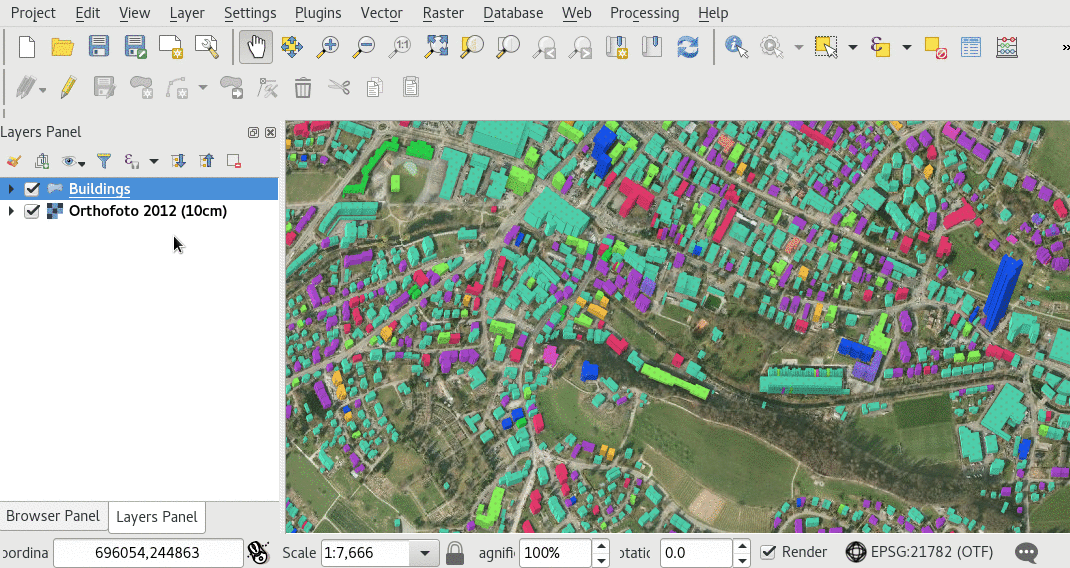 Project Edit View Layer Settings Plugins Vector Raster Database Web Processing Help
1:1
»
Layers Panel
ε
Buildings
Orthofoto 2012 (10cm)
Browser Panel Layers Panel
oordina 696054,244863 Scale 1:7,666 agnifi 100% otatic 0.0 Render EPSG:21782 (OTF)